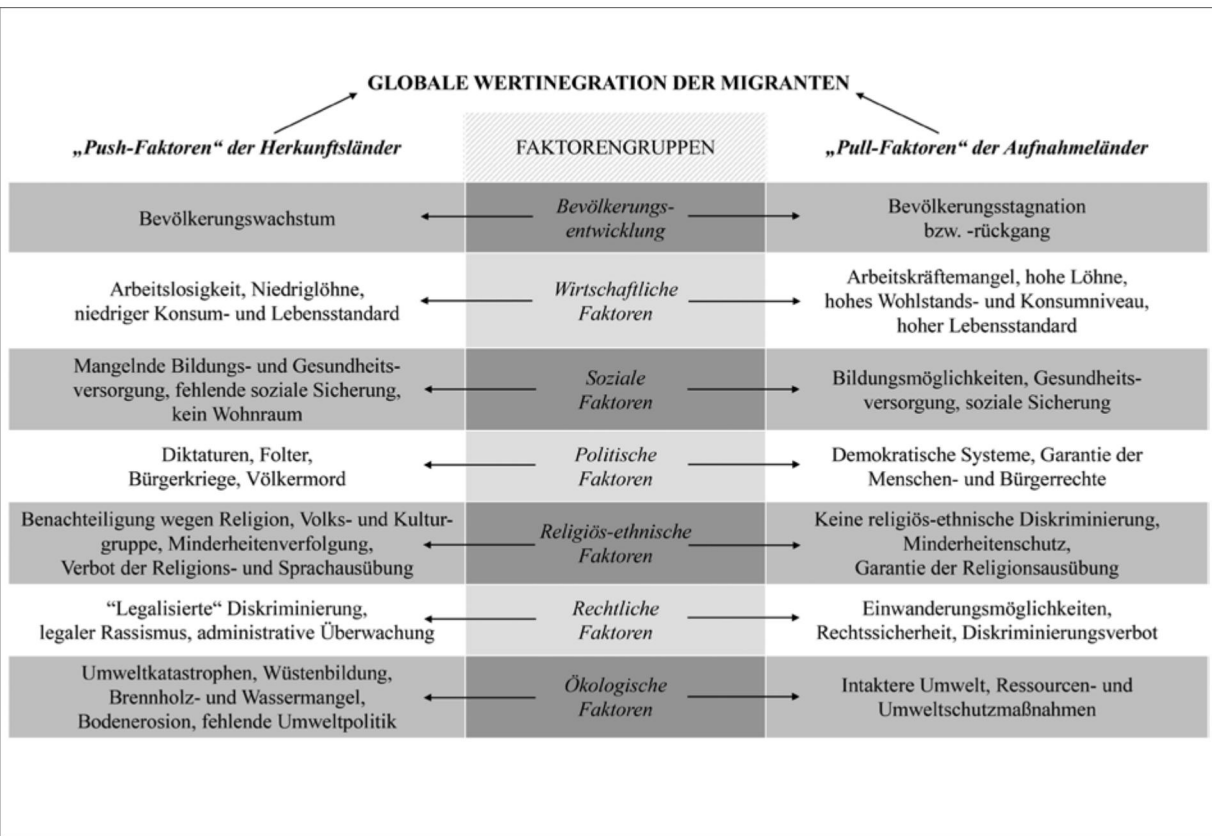 GLOBALE WERTINEGRATION DER MIGRANTEN
„Push-Faktoren“ der Herkunftsländer
FAKTORENGRUPPEN
„Pull-Faktoren“ der Aufnahmeländer
Bevölkerungswachstum
Bevölkerungs-
entwicklung
Bevölkerungsstagnation
bzw. -rückgang
Arbeitslosigkeit, Niedriglöhne,
niedriger Konsum- und Lebensstandard
Wirtschaftliche
Faktoren
Arbeitskräftemangel, hohe Löhne,
hohes Wohlstands- und Konsumniveau,
hoher Lebensstandard
Mangelnde Bildungs- und Gesundheits-
versorgung, fehlende soziale Sicherung,
kein Wohnraum
Soziale
Faktoren
Bildungsmöglichkeiten, Gesundheits-
versorgung, soziale Sicherung
Diktaturen, Folter,
Bürgerkriege, Völkermord
Politische
Faktoren
Demokratische Systeme, Garantie der
Menschen- und Bürgerrechte
Benachteiligung wegen Religion, Volks- und Kultur-
gruppe, Minderheitenverfolgung,
Verbot der Religions- und Sprachausübung
Religiös-ethnische
Faktoren
Keine religiös-ethnische Diskriminierung,
Minderheitenschutz,
Garantie der Religionsausübung
“Legalisierte“ Diskriminierung,
legaler Rassismus, administrative Überwachung
Rechtliche
Faktoren
Einwanderungsmöglichkeiten,
Rechtssicherheit, Diskriminierungsverbot
Umweltkatastrophen, Wüstenbildung,
Brennholz- und Wassermangel,
Bodenerosion, fehlende Umweltpolitik
Ökologische
Faktoren
Intaktere Umwelt, Ressourcen- und
Umweltschutzmaßnahmen